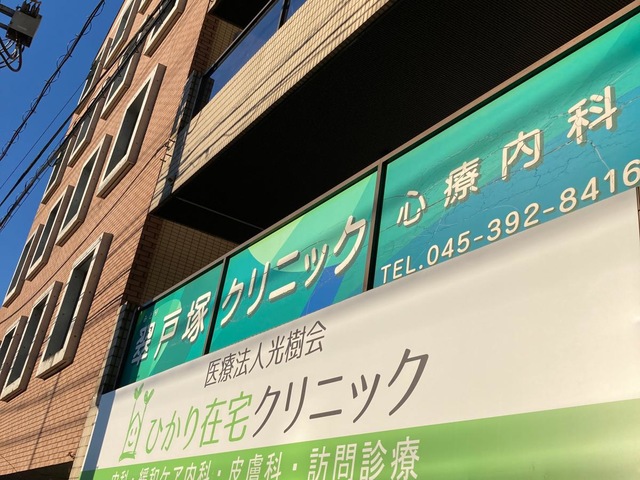 戸塚クリニック 心療内科
TEL.045-392-8416
医療法人光樹会
ひかり在宅クリニック
内科・緩和ケア内科・皮膚科・訪問診療